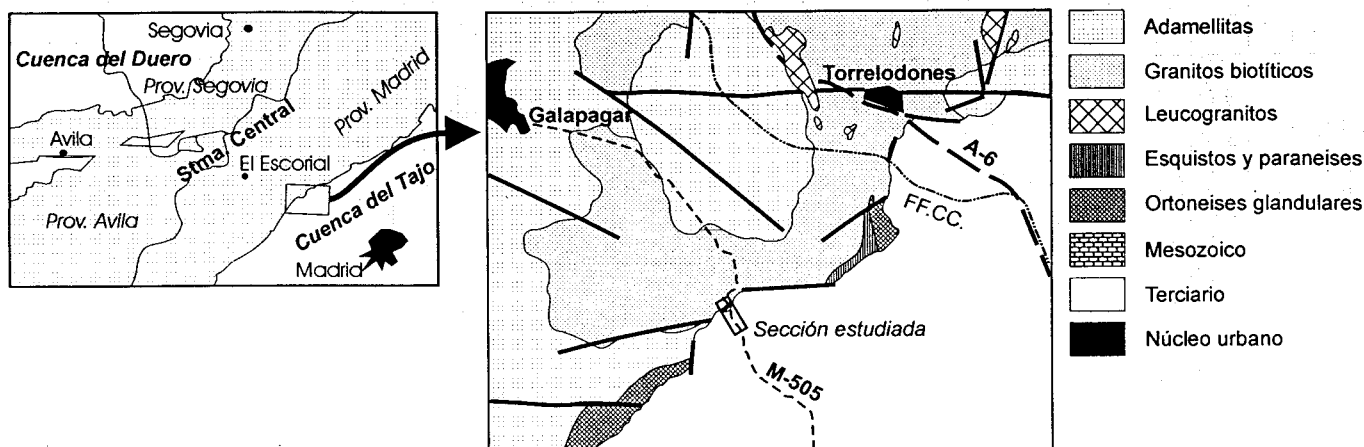 Segovia
Cuenca del Duero
Prov. Segovia
Prov. Madrid
Avila
Stma. Central
El Escorial
Prov. Avila
Cuenca del Tajo
Madrid
Torrelodones
Galapagar
A-6
FF.CC.
Sección estudiada
M-505
Adamellitas
Granitos biotíticos
Leucogranitos
Esquistos y paraneises
Ortoneises glandulares
Mesozoico
Terciario
Núcleo urbano